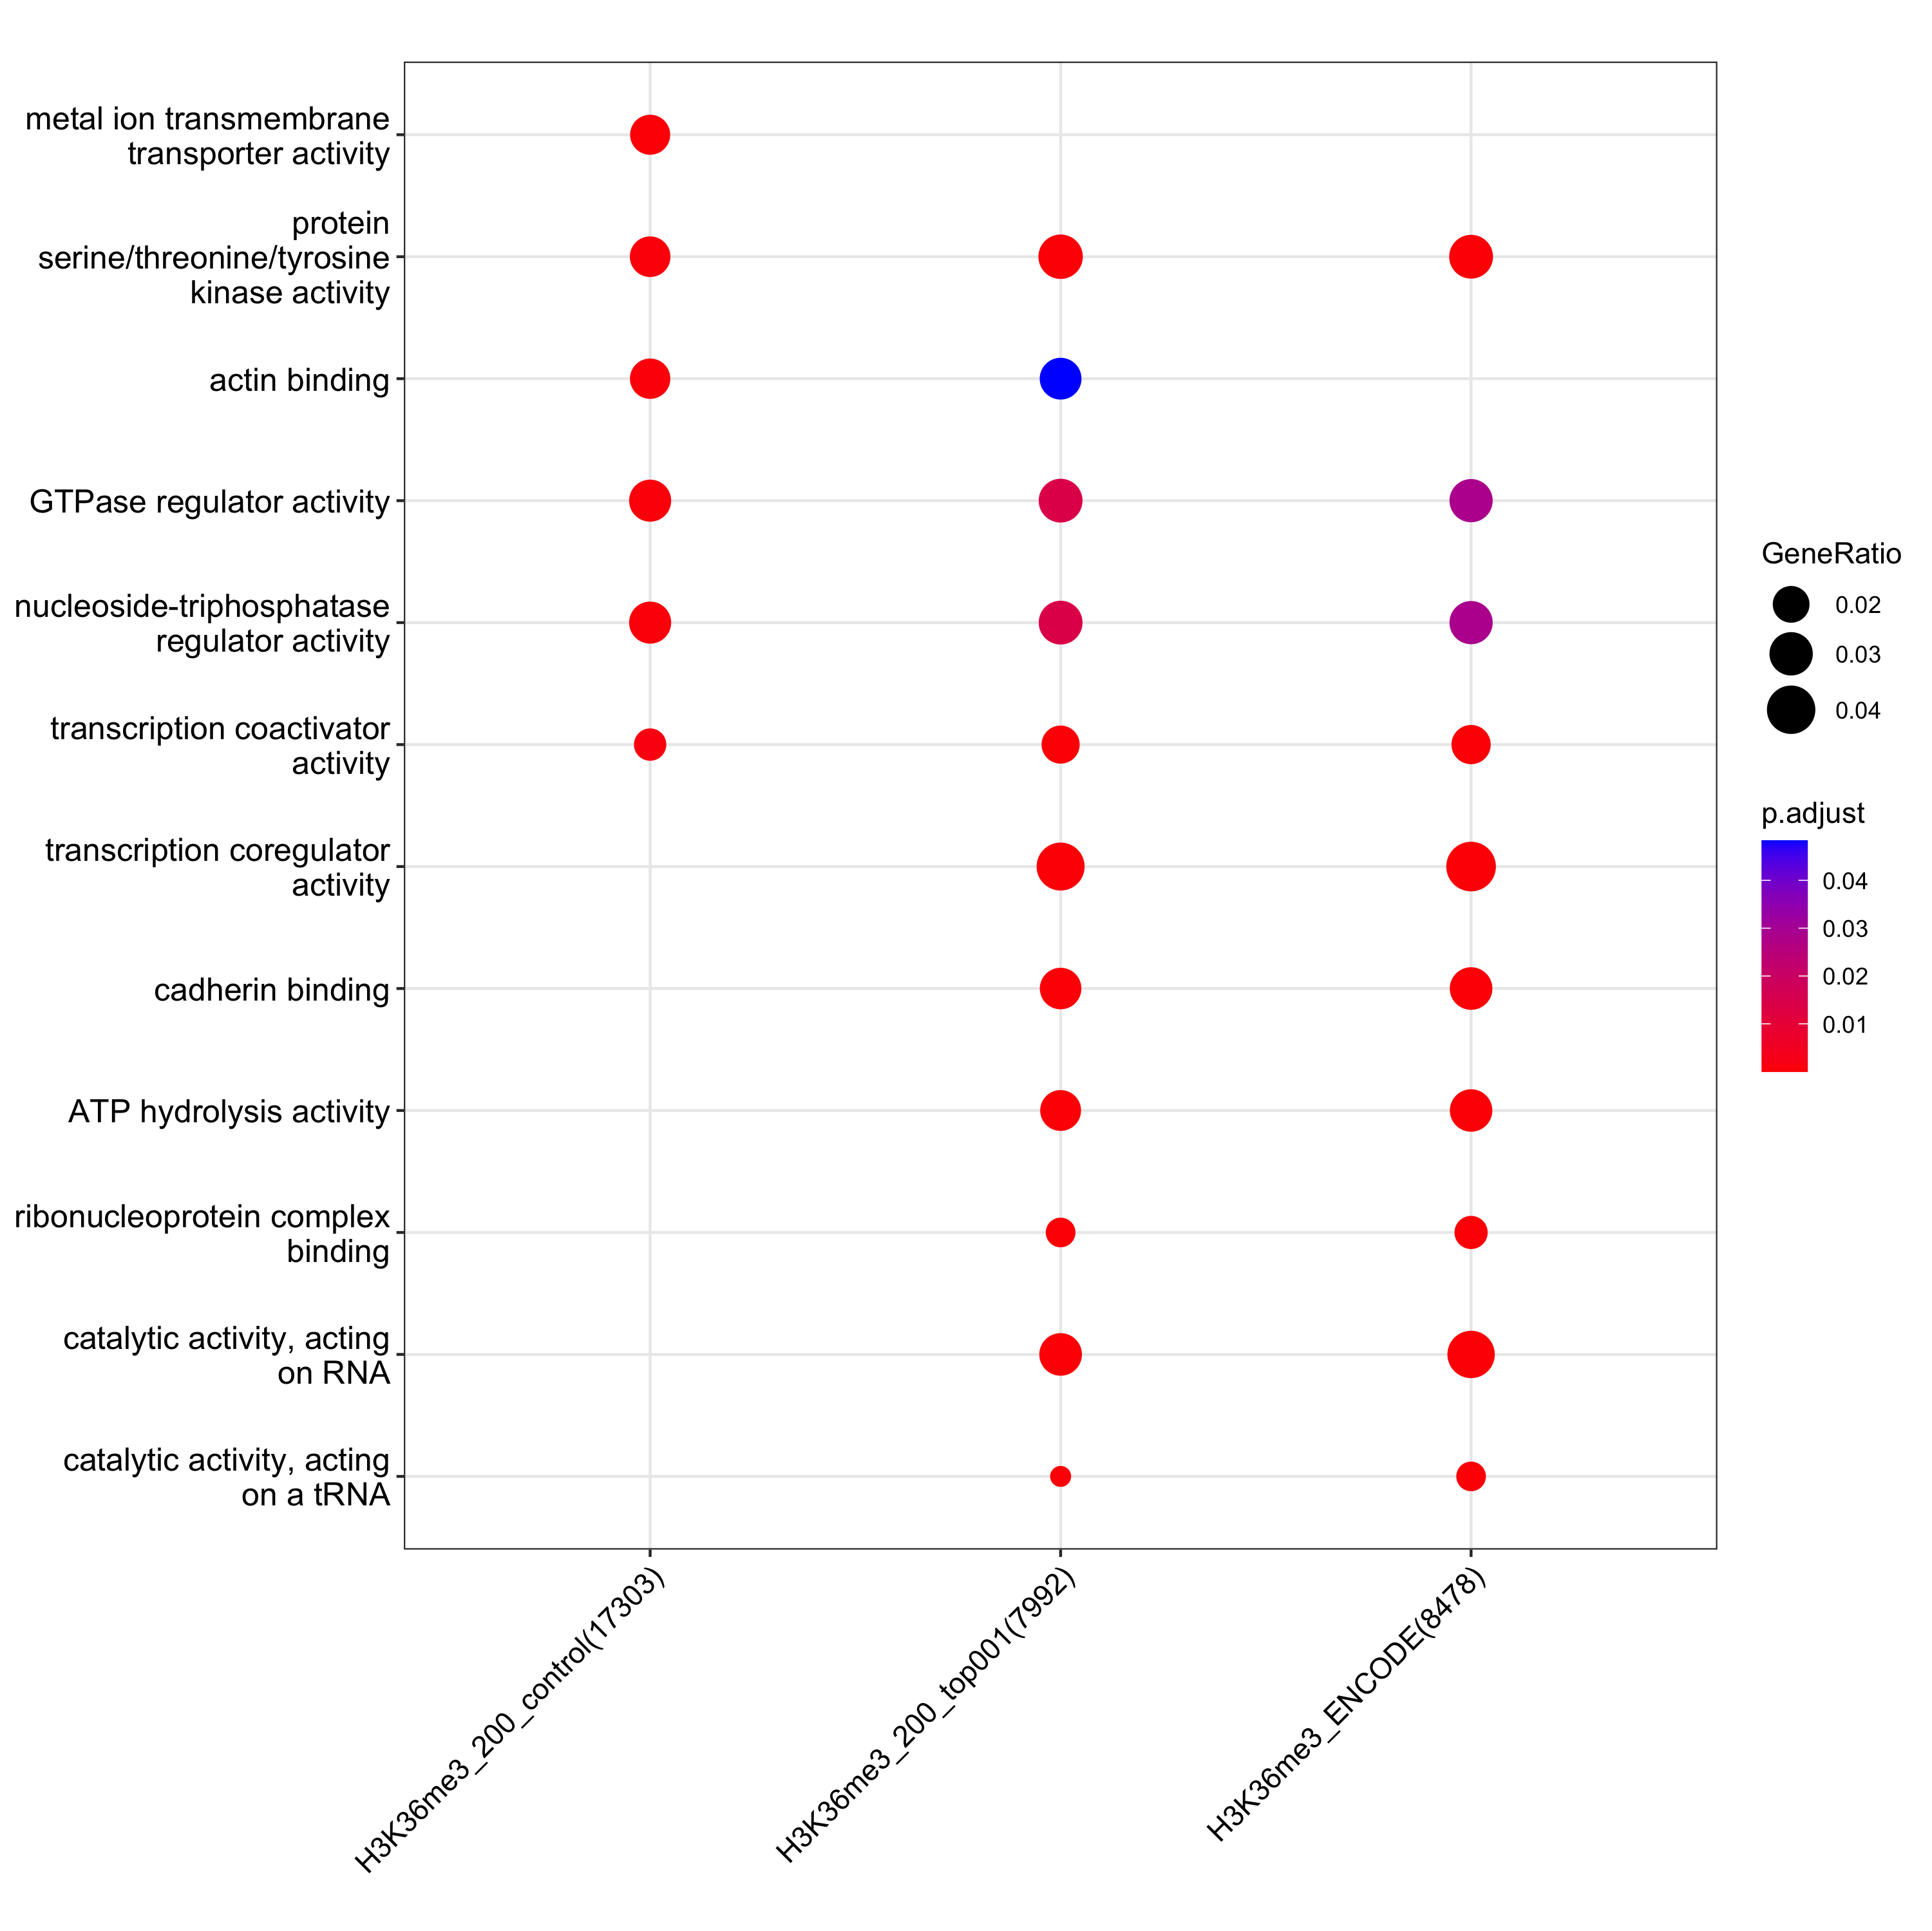 metal ion transmembrane
transporter activity
protein
serine/threonine/tyrosine
kinase activity
actin binding
GTPase regulator activity
nucleoside-triphosphatase
regulator activity
transcription coactivator
activity
transcription coregulator
activity
cadherin binding
ATP hydrolysis activity
ribonucleoprotein complex
binding
catalytic activity, acting
on RNA
catalytic activity, acting
on a tRNA
H3K36me3_200_control(17303)
H3K36me3_200_top001(7992)
H3K36me3_ENCODE(8478)
GeneRatio
0.02
0.03
0.04
p.adjust
0.04
0.03
0.02
0.01